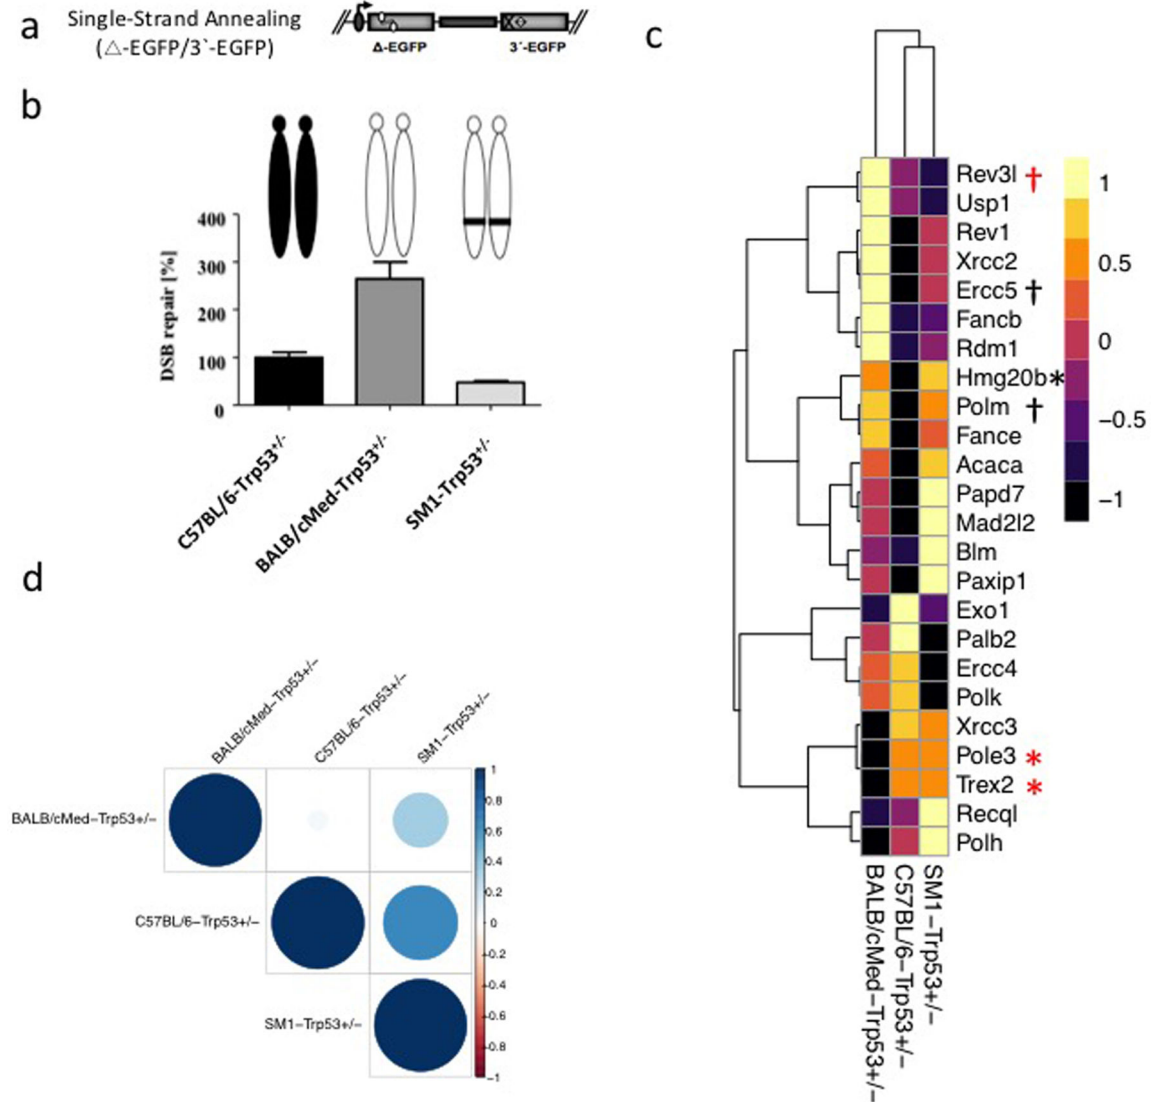 a
Single-Strand Annealing
(△-EGFP/3`-EGFP)
Δ-EGFP
3´-EGFP
b
DSB repair [%]
400
300
200
100
0
C57BL/6-Trp53+/-
BALB/cMed-Trp53+/-
SM1-Trp53+/-
c
Rev3l †
Usp1
Rev1
Xrcc2
Ercc5 †
Fancb
Rdm1
Hmg20b*
Polm †
Fance
Acaca
Papd7
Mad2l2
Blm
Paxip1
Exo1
Palb2
Ercc4
Polk
Xrcc3
Pole3 *
Trex2 *
Recql
Polh
1
0.5
0
−0.5
−1
BALB/cMed−Trp53+/−
C57BL/6−Trp53+/−
SM1−Trp53+/−
d
BALB/cMed−Trp53+/−
C57BL/6−Trp53+/−
SM1−Trp53+/−
BALB/cMed−Trp53+/−
C57BL/6−Trp53+/−
SM1−Trp53+/−
1
0.8
0.6
0.4
0.2
0
−0.2
−0.4
−0.6
−0.8
−1